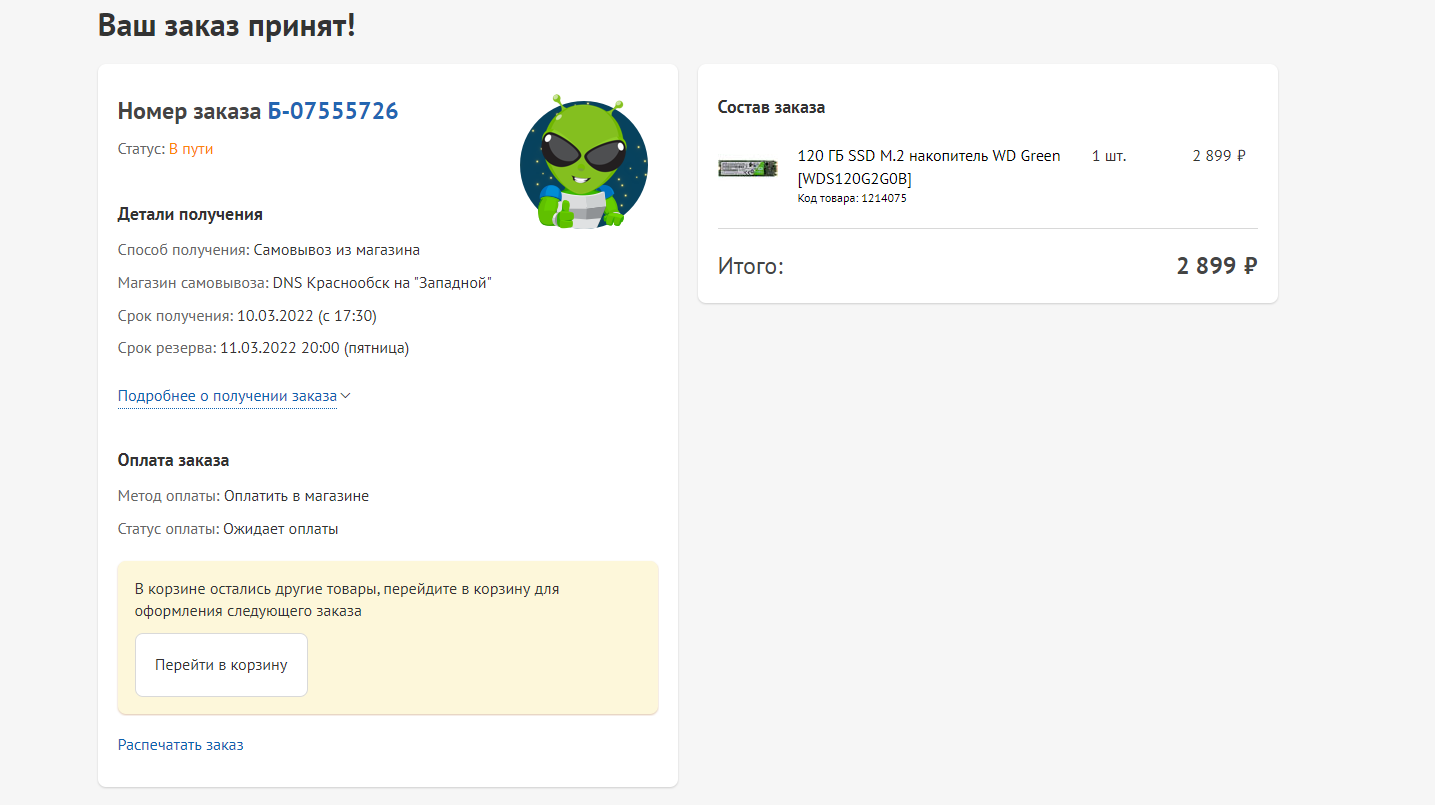 Ваш заказ принят!
Номер заказа Б-07555726
Статус: В пути
Детали получения
Способ получения: Самовывоз из магазина
Магазин самовывоза: DNS Краснообск на "Западной"
Срок получения: 10.03.2022 (с 17:30)
Срок резерва: 11.03.2022 20:00 (пятница)
Подробнее о получении заказа
Оплата заказа
Метод оплаты: Оплатить в магазине
Статус оплаты: Ожидает оплаты
В корзине остались другие товары, перейдите в корзину для
оформления следующего заказа
Перейти в корзину
Распечатать заказ
Состав заказа
120 ГБ SSD M.2 накопитель WD Green 1 шт. 2 899 ₽
[WDS120G2G0B]
Код товара: 1214075
Итого: 2 899 ₽